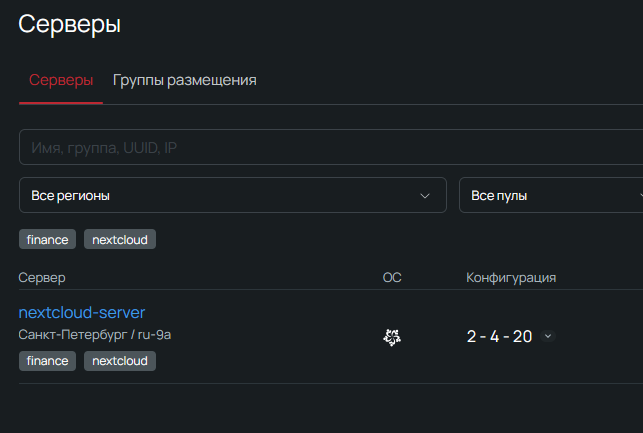 Серверы
Серверы Группы размещения
Имя, группа, UUID, IP
Все регионы Все пулы
finance nextcloud
Сервер ОС Конфигурация
nextcloud-server
Санкт-Петербург / ru-9a
2 - 4 - 20
finance nextcloud